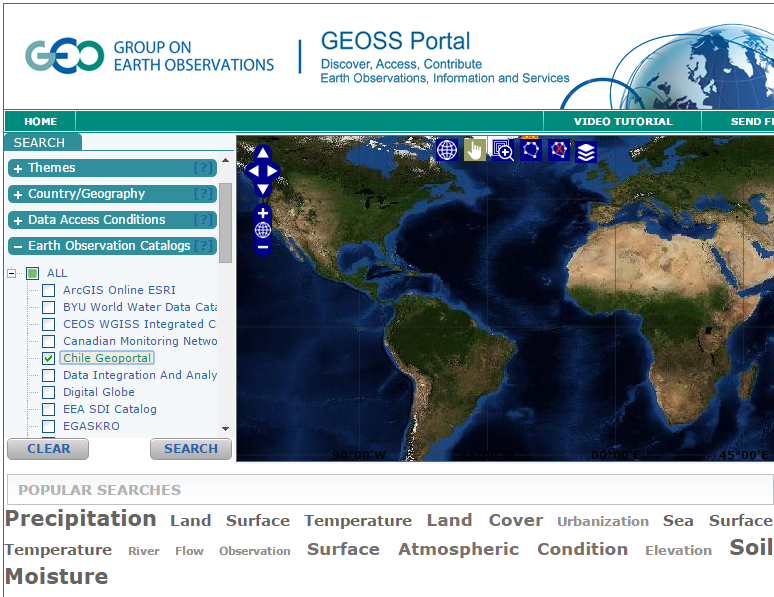 GEO GROUP ON
EARTH OBSERVATIONS
GEOSS Portal
Discover, Access, Contribute
Earth Observations, Information and Services
HOME VIDEO TUTORIAL SEND F
SEARCH
+ Themes [?]
+ Country/Geography [?]
+ Data Access Conditions [?]
− Earth Observation Catalogs [?]
ALL
ArcGIS Online ESRI
BYU World Water Data Cata
CEOS WGISS Integrated C
Canadian Monitoring Netwo
Chile Geoportal
Data Integration And Analy
Digital Globe
EEA SDI Catalog
EGASKRO
CLEAR SEARCH
90°00'W 45°00'W 00°00'E 45°00'E
POPULAR SEARCHES
Precipitation Land Surface Temperature Land Cover Urbanization Sea Surface
Temperature River Flow Observation Surface Atmospheric Condition Elevation Soil
Moisture